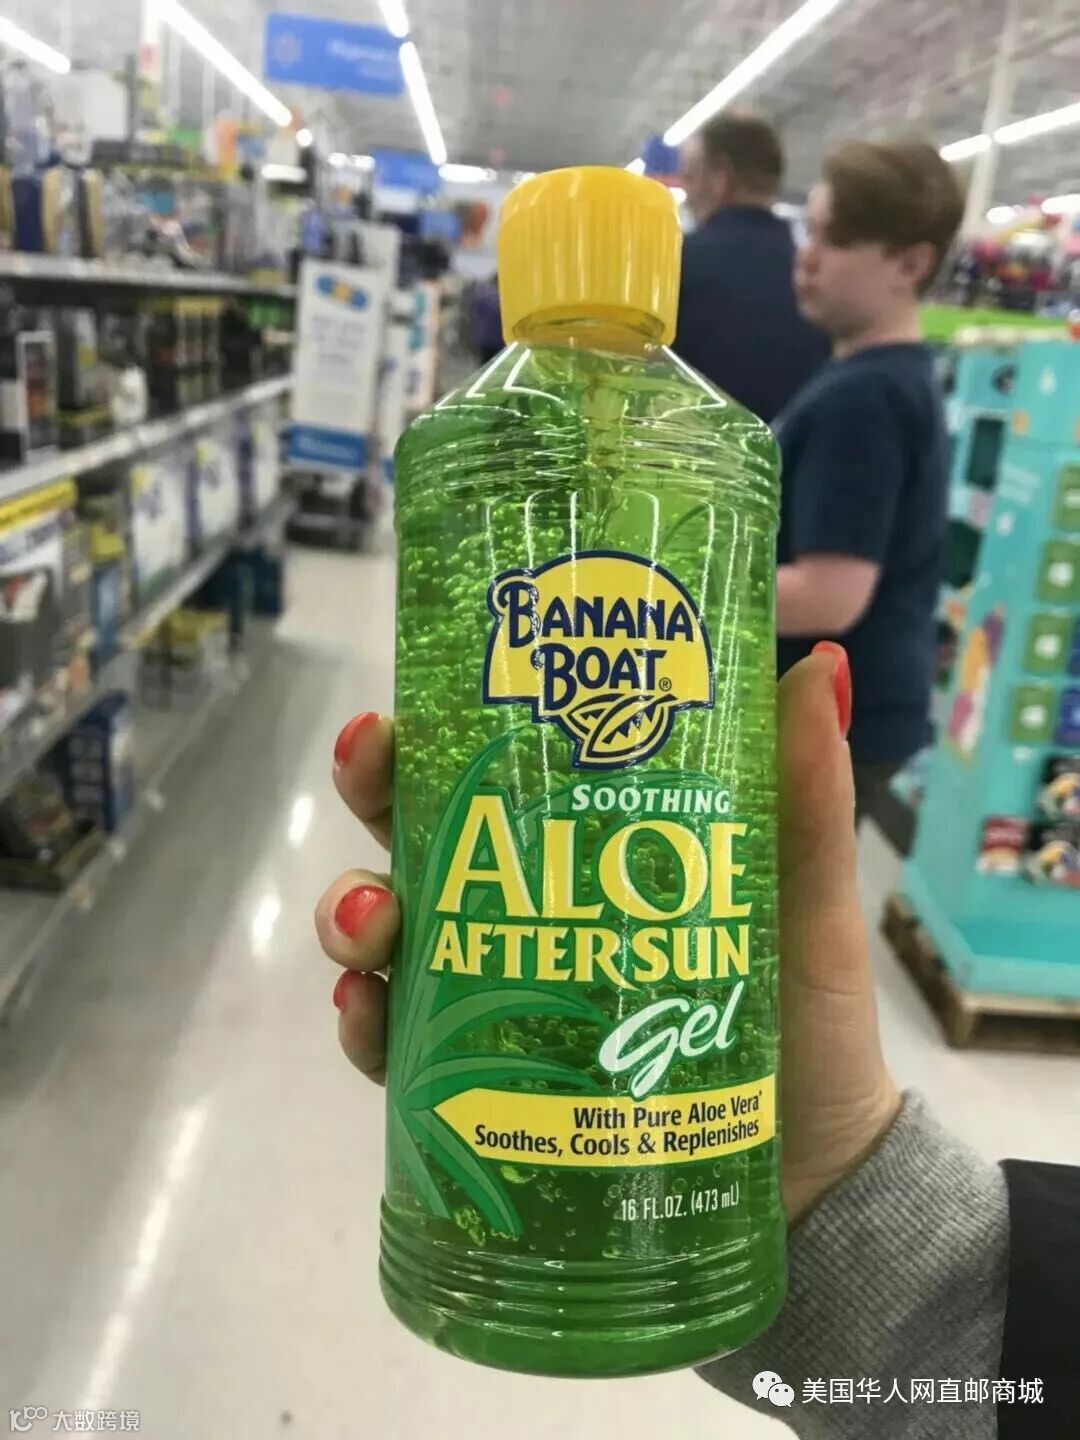 BANANA
BOAT®
SOOTHING
ALOE
AFTER SUN
Gel
With Pure Aloe Vera*
Soothes, Cools & Replenishes
16 FL.OZ. (473 mL)
美国华人网直邮商城
大数跨境